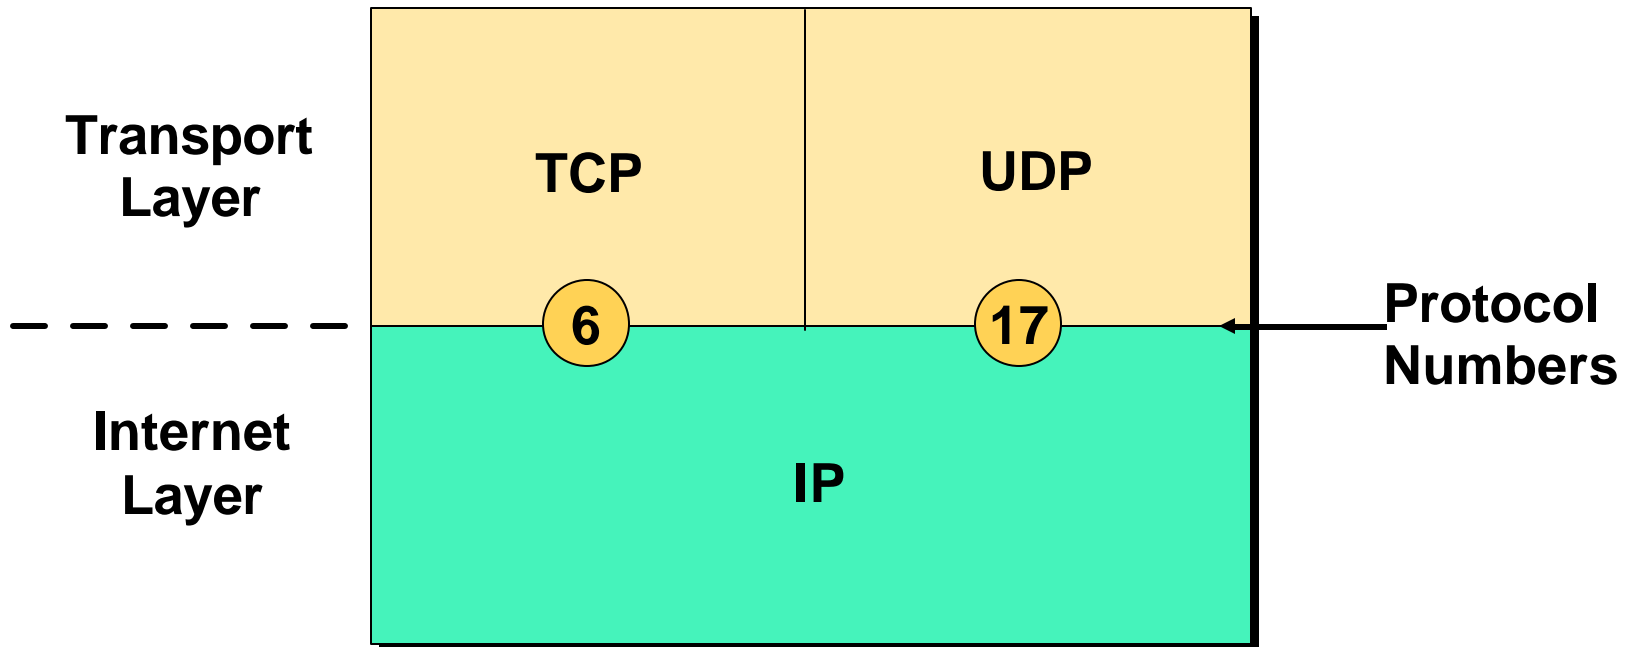 Transport
Layer
TCP
UDP
6
17
Protocol
Numbers
Internet
Layer
IP